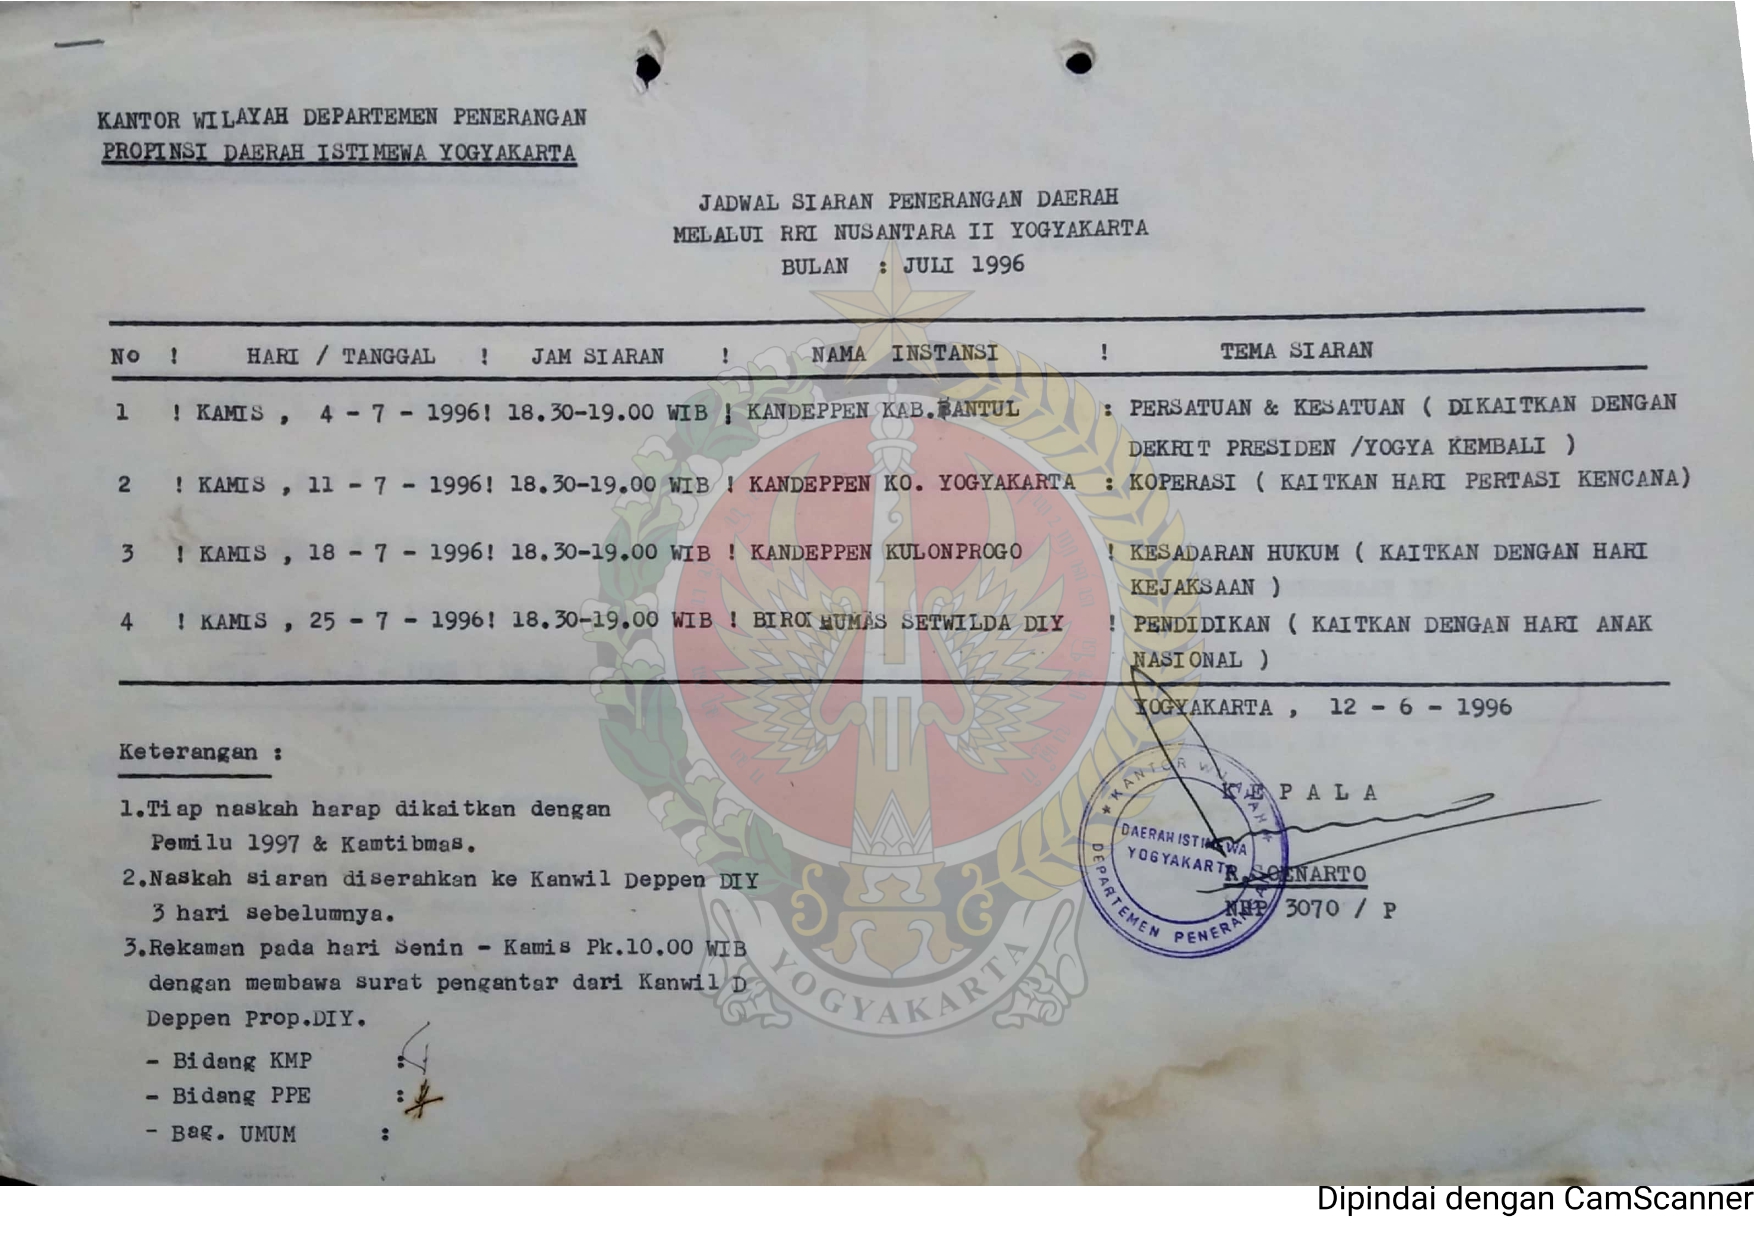 KANTOR WILAYAH DEPARTEMEN PENERANGAN
PROPINSI DAERAH ISTIMEWA YOGYAKARTA
JADWAL SIARAN PENERANGAN DAERAH
MELALUI RRI NUSANTARA II YOGYAKARTA
BULAN : JULI 1996
No ! HARI / TANGGAL ! JAM SIARAN ! NAMA INSTANSI ! TEMA SIARAN
1 ! KAMIS , 4 - 7 - 1996! 18.30-19.00 WIB ! KANDEPPEN KAB.BANTUL : PERSATUAN & KESATUAN ( DIKAITKAN DENGAN
DEKRIT PRESIDEN /YOGYA KEMBALI )
2 ! KAMIS , 11 - 7 - 1996! 18.30-19.00 WIB ! KANDEPPEN KO. YOGYAKARTA : KOPERASI ( KAITKAN HARI PERTASI KENCANA)
3 ! KAMIS , 18 - 7 - 1996! 18.30-19.00 WIB ! KANDEPPEN KULONPROGO ! KESADARAN HUKUM ( KAITKAN DENGAN HARI
KEJAKSAAN )
4 ! KAMIS , 25 - 7 - 1996! 18.30-19.00 WIB ! BIRO HUMAS SETWILDA DIY ! PENDIDIKAN ( KAITKAN DENGAN HARI ANAK
NASIONAL )
YOGYAKARTA , 12 - 6 - 1996
Keterangan :
K E P A L A
1.Tiap naskah harap dikaitkan dengan
Pemilu 1997 & Kamtibmas.
2.Naskah siaran diserahkan ke Kanwil Deppen DIY
3 hari sebelumnya.
3.Rekaman pada hari Senin - Kamis Pk.10.00 WIB
dengan membawa surat pengantar dari Kanwil D
Deppen Prop.DIY.
- Bidang KMP :
- Bidang PPE :
- Bag. UMUM :
R.SOENARTO
NRP 3070 / P
KANTOR WILAYAH
DAERAH ISTIMEWA
YOGYAKARTA
DEPARTEMEN PENERANGAN
YOGYAKARTA
Dipindai dengan CamScanner